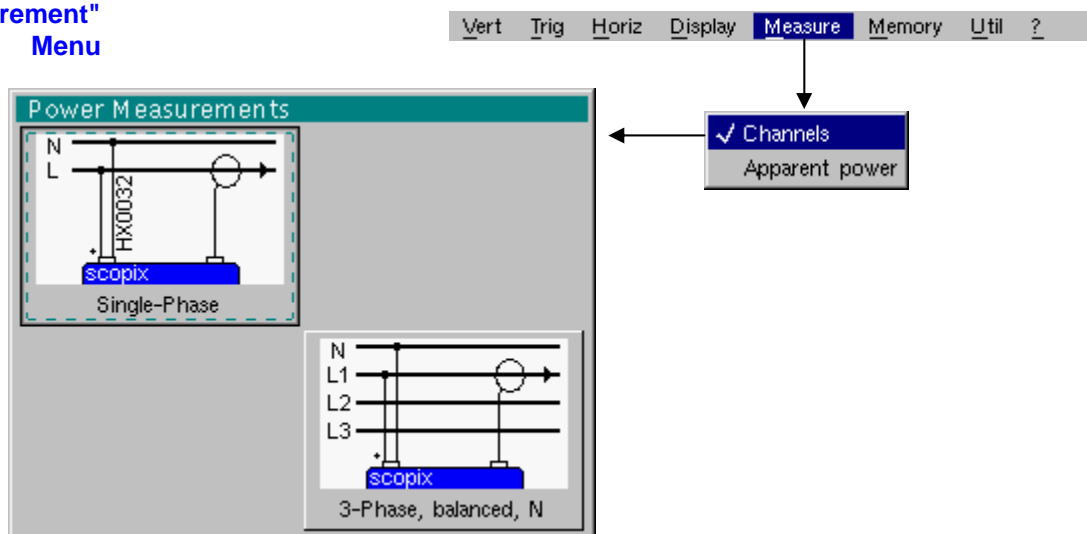 rement"
Menu
Vert Trig Horiz Display Measure Memory Util ?
Power Measurements
✓ Channels
Apparent power
N
L
HX0032
+
scopix
Single-Phase
N
L1
L2
L3
+
scopix
3-Phase, balanced, N